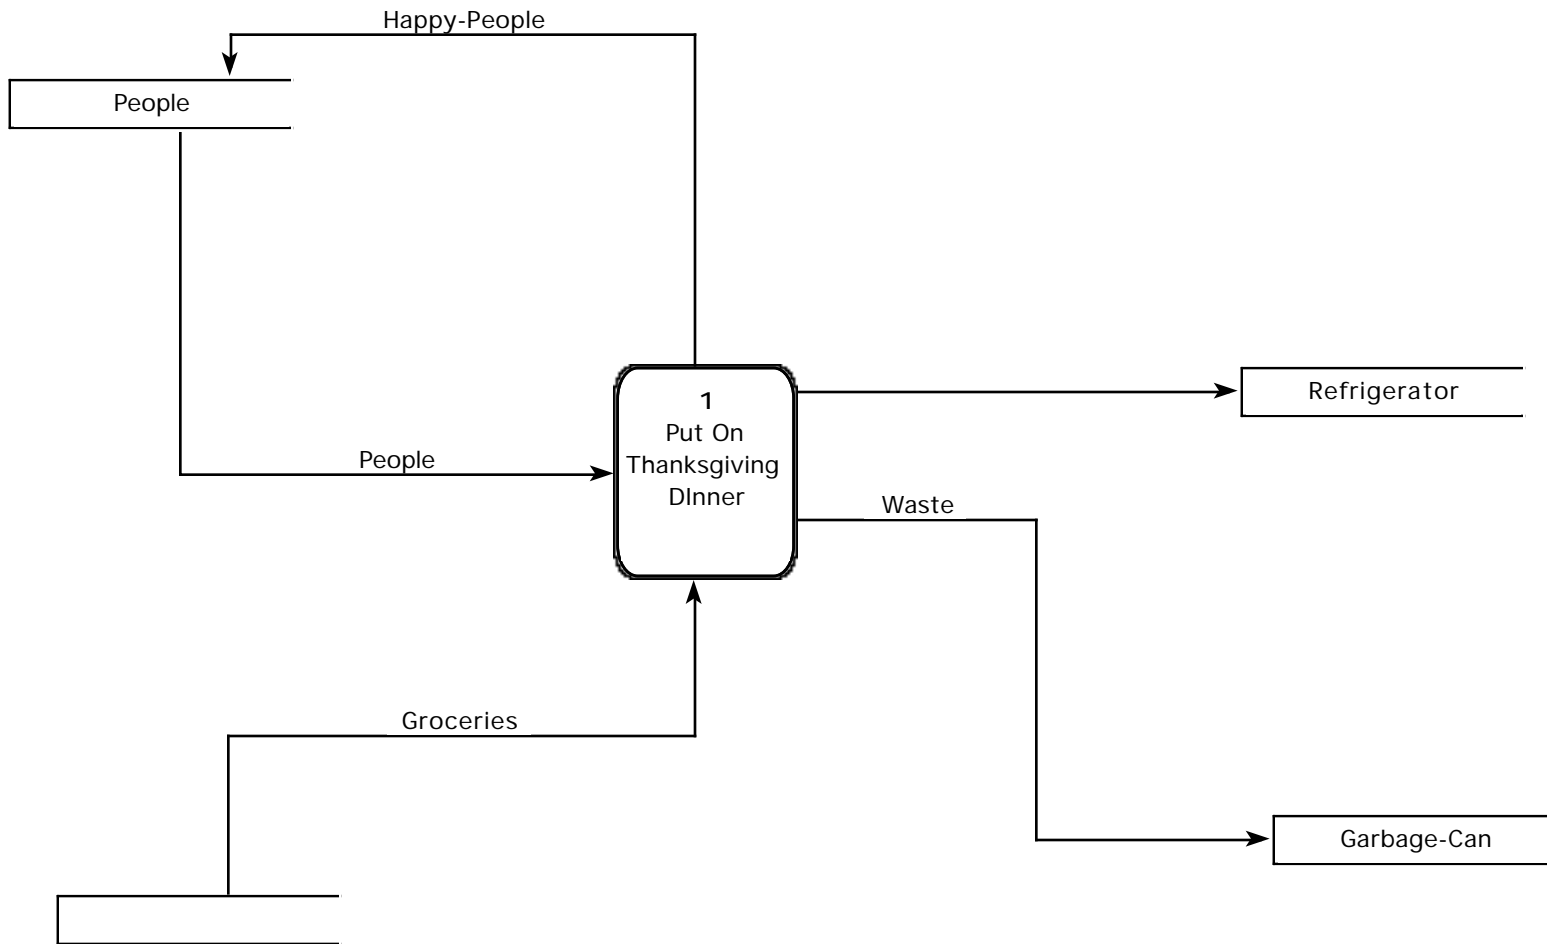 Happy-People
People
Refrigerator
1
Put On
Thanksgiving
DInner
People
Waste
Groceries
Garbage-Can